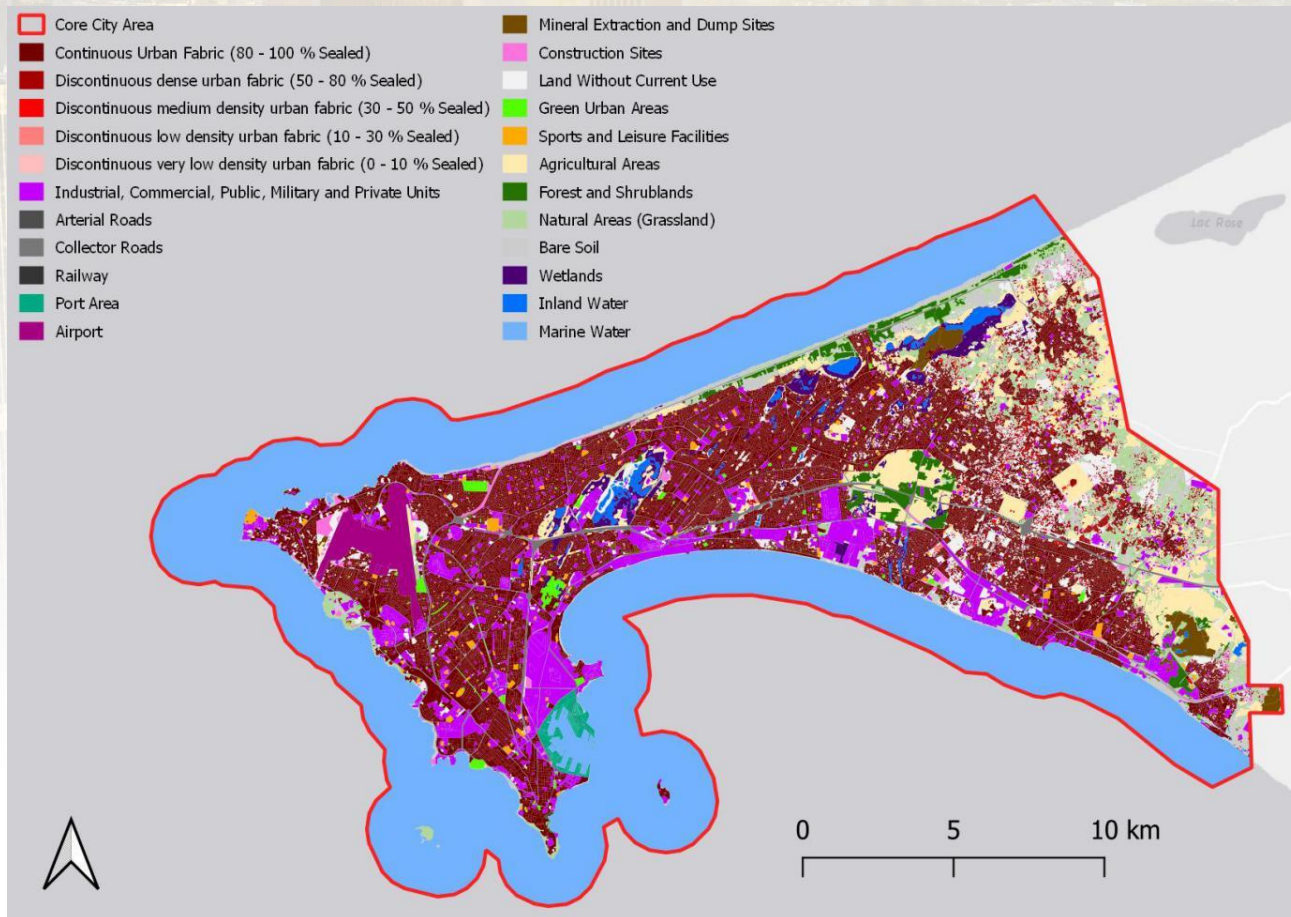 Core City Area
Continuous Urban Fabric (80 - 100 % Sealed)
Discontinuous dense urban fabric (50 - 80 % Sealed)
Discontinuous medium density urban fabric (30 - 50 % Sealed)
Discontinuous low density urban fabric (10 - 30 % Sealed)
Discontinuous very low density urban fabric (0 - 10 % Sealed)
Industrial, Commercial, Public, Military and Private Units
Arterial Roads
Collector Roads
Railway
Port Area
Airport
Mineral Extraction and Dump Sites
Construction Sites
Land Without Current Use
Green Urban Areas
Sports and Leisure Facilities
Agricultural Areas
Forest and Shrublands
Natural Areas (Grassland)
Bare Soil
Wetlands
Inland Water
Marine Water
Lac Rose
0 5 10 km